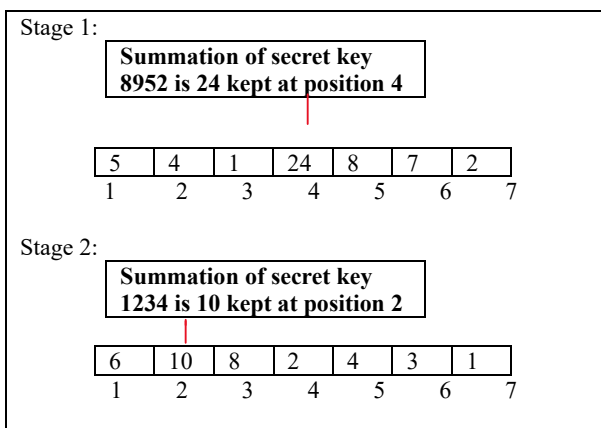 Stage 1:
Summation of secret key
8952 is 24 kept at position 4
5 4 1 24 8 7 2
1 2 3 4 5 6 7
Stage 2:
Summation of secret key
1234 is 10 kept at position 2
6 10 8 2 4 3 1
1 2 3 4 5 6 7